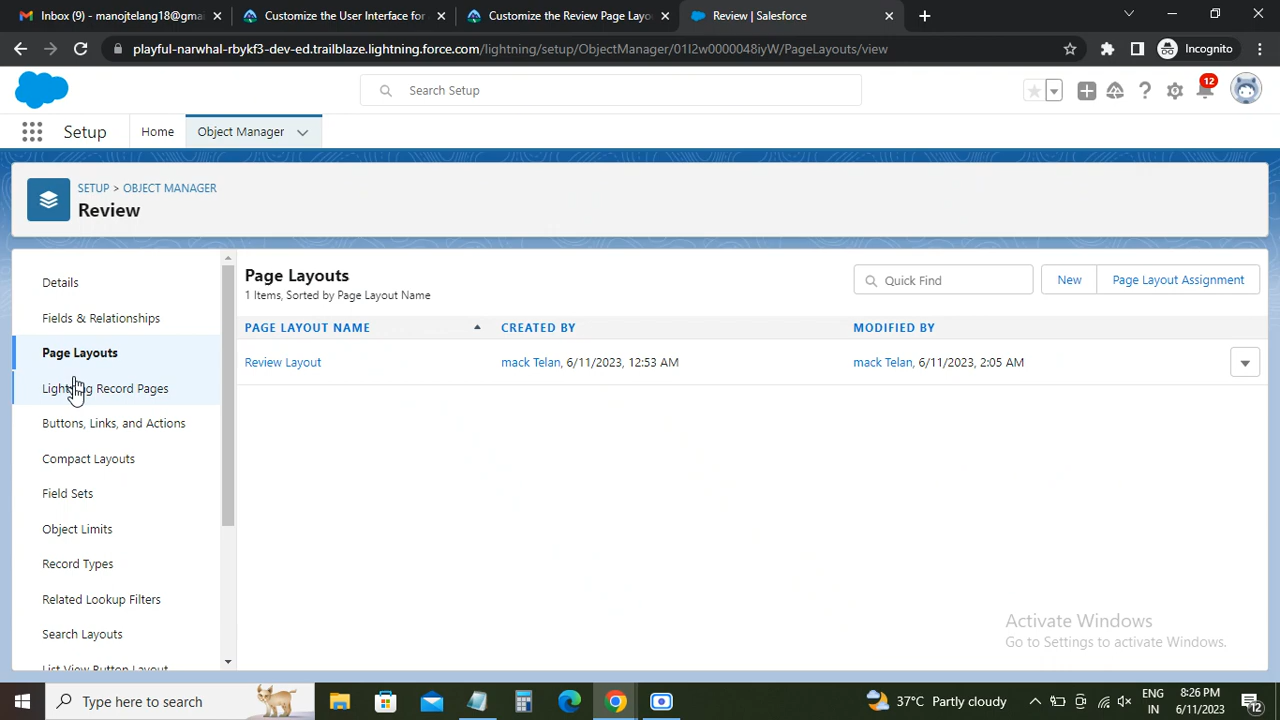 Inbox (9) - manojtelang18@gma
Customize the User Interface for
Customize the Review Page Layo
Review | Salesforce
playful-narwhal-rbykf3-dev-ed.trailblaze.lightning.force.com/lightning/setup/ObjectManager/01I2w0000048iyW/PageLayouts/view
Incognito
Search Setup
12
Setup
Home
Object Manager
SETUP > OBJECT MANAGER
Review
Details
Fields & Relationships
Page Layouts
Lightning Record Pages
Buttons, Links, and Actions
Compact Layouts
Field Sets
Object Limits
Record Types
Related Lookup Filters
Search Layouts
List View Button Layout
Page Layouts
1 Items, Sorted by Page Layout Name
Quick Find
New
Page Layout Assignment
PAGE LAYOUT NAME CREATED BY MODIFIED BY
Review Layout mack Telan, 6/11/2023, 12:53 AM mack Telan, 6/11/2023, 2:05 AM
Activate Windows
Go to Settings to activate Windows.
Type here to search
37°C Partly cloudy
ENG
IN
8:26 PM
6/11/2023
12